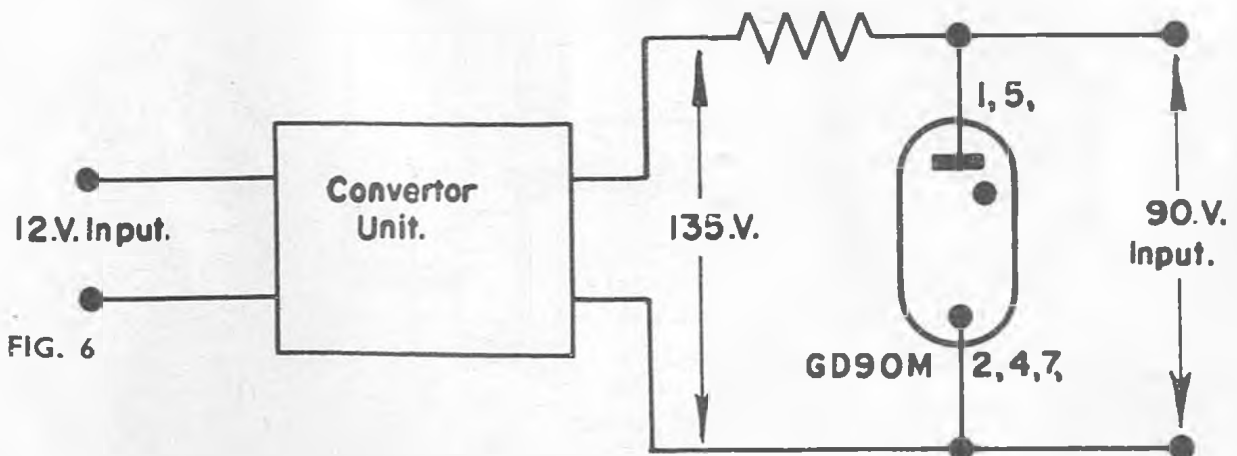 1, 5,
Convertor
Unit.
12.V. Input.
135.V.
90.V.
Input.
FIG. 6
GD90M 2, 4, 7,